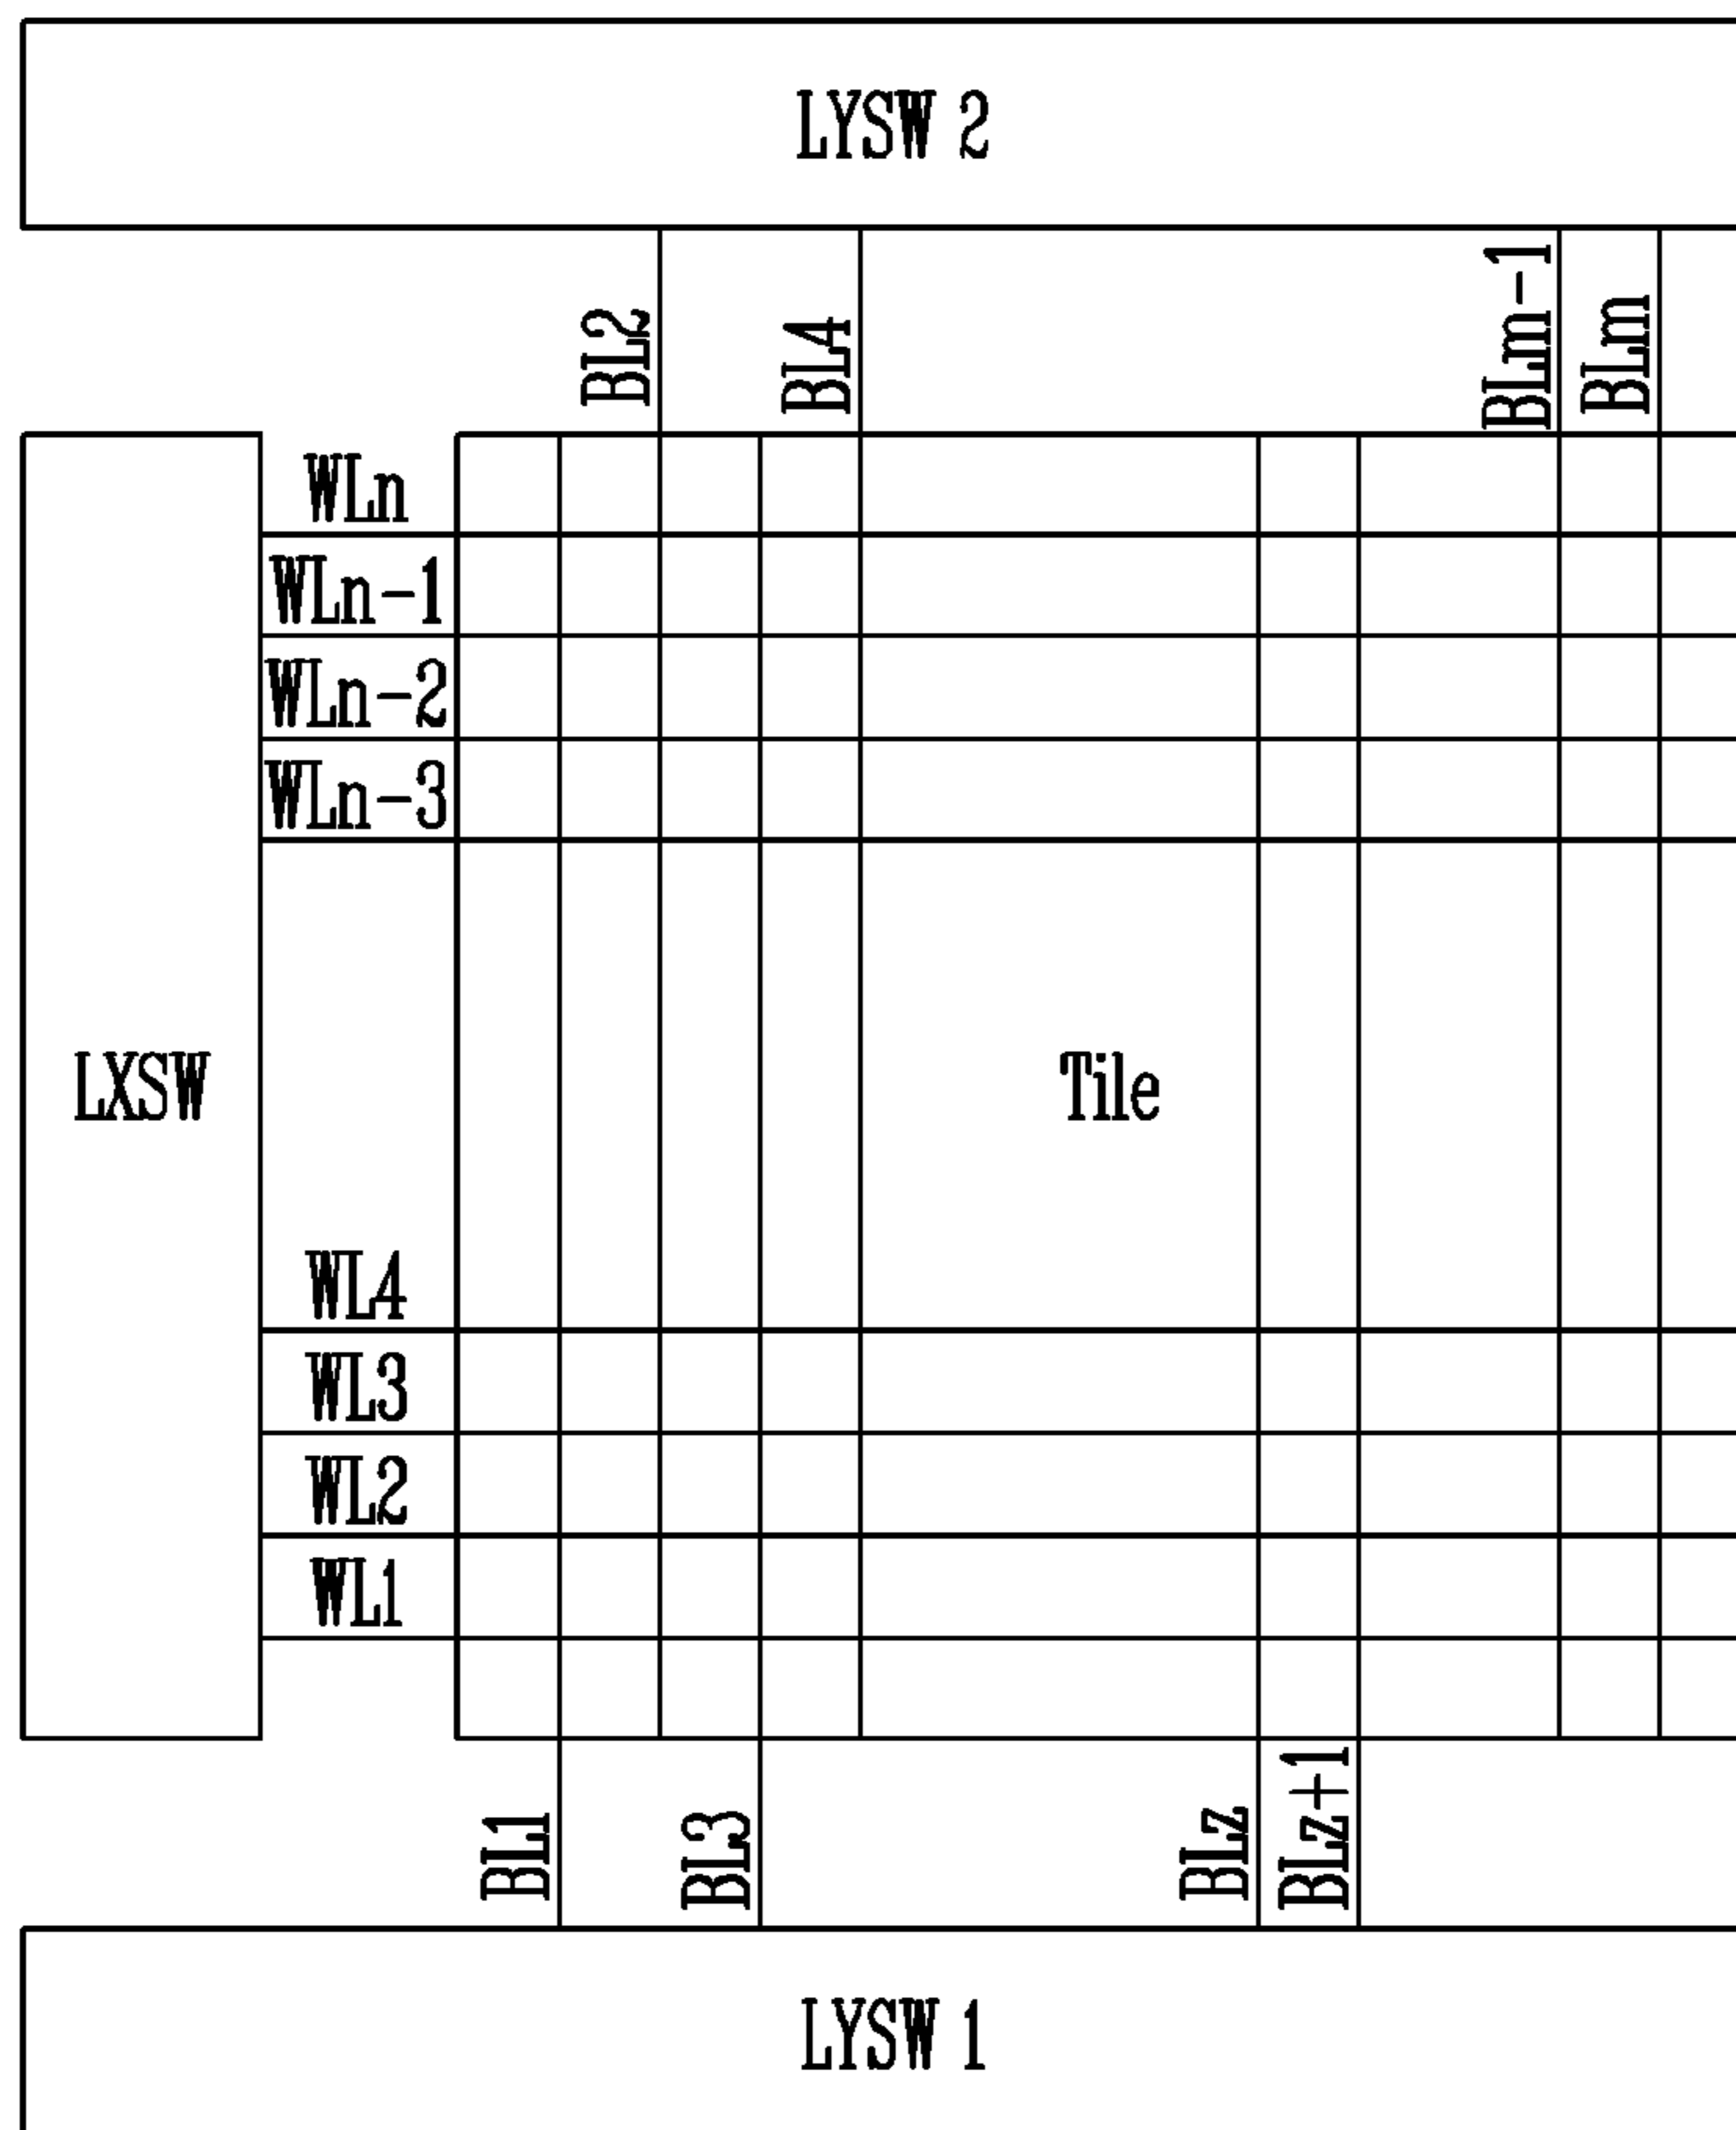 LYSW 2
BL2
BL4
BLm-1
BLm
WLn
WLn-1
WLn-2
WLn-3
LXSW
Tile
WL4
WL3
WL2
WL1
BL1
BL3
BLz
BLz+1
LYSW 1